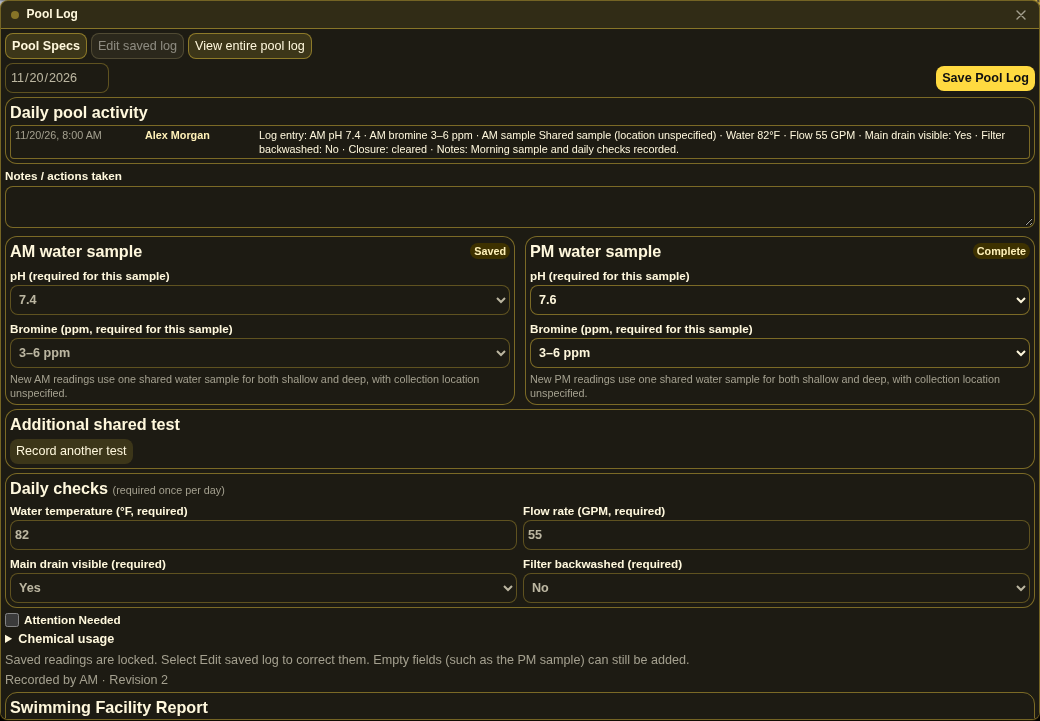 Pool Log
Pool Specs Edit saved log View entire pool log
11/20/2026 Save Pool Log
Daily pool activity
11/20/26, 8:00 AM Alex Morgan Log entry: AM pH 7.4 · AM bromine 3–6 ppm · AM sample Shared sample (location unspecified) · Water 82°F · Flow 55 GPM · Main drain visible: Yes · Filter
backwashed: No · Closure: cleared · Notes: Morning sample and daily checks recorded.
Notes / actions taken
AM water sample Saved
pH (required for this sample)
7.4
Bromine (ppm, required for this sample)
3–6 ppm
New AM readings use one shared water sample for both shallow and deep, with collection location
unspecified.
PM water sample Complete
pH (required for this sample)
7.6
Bromine (ppm, required for this sample)
3–6 ppm
New PM readings use one shared water sample for both shallow and deep, with collection location
unspecified.
Additional shared test
Record another test
Daily checks (required once per day)
Water temperature (°F, required) Flow rate (GPM, required)
82 55
Main drain visible (required) Filter backwashed (required)
Yes No
Attention Needed
Chemical usage
Saved readings are locked. Select Edit saved log to correct them. Empty fields (such as the PM sample) can still be added.
Recorded by AM · Revision 2
Swimming Facility Report